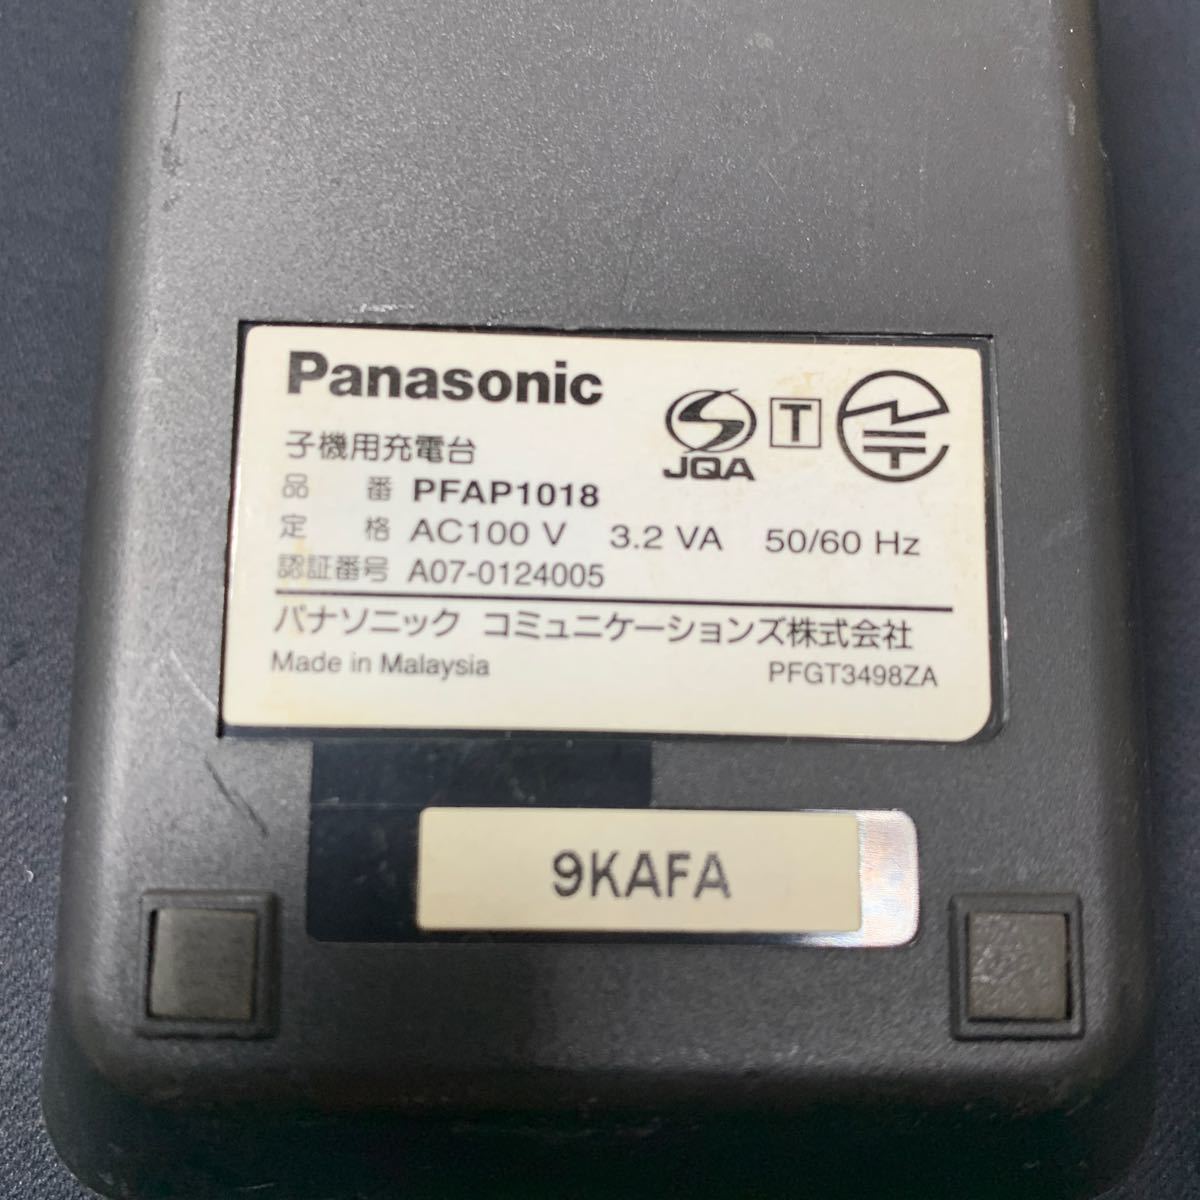 Panasonic
子機用充電台
JQA
T
品番 PFAP1018
定格 AC100 V 3.2 VA 50/60 Hz
認証番号 A07-0124005
パナソニック コミュニケーションズ株式会社
Made in Malaysia PFGT3498ZA
9KAFA